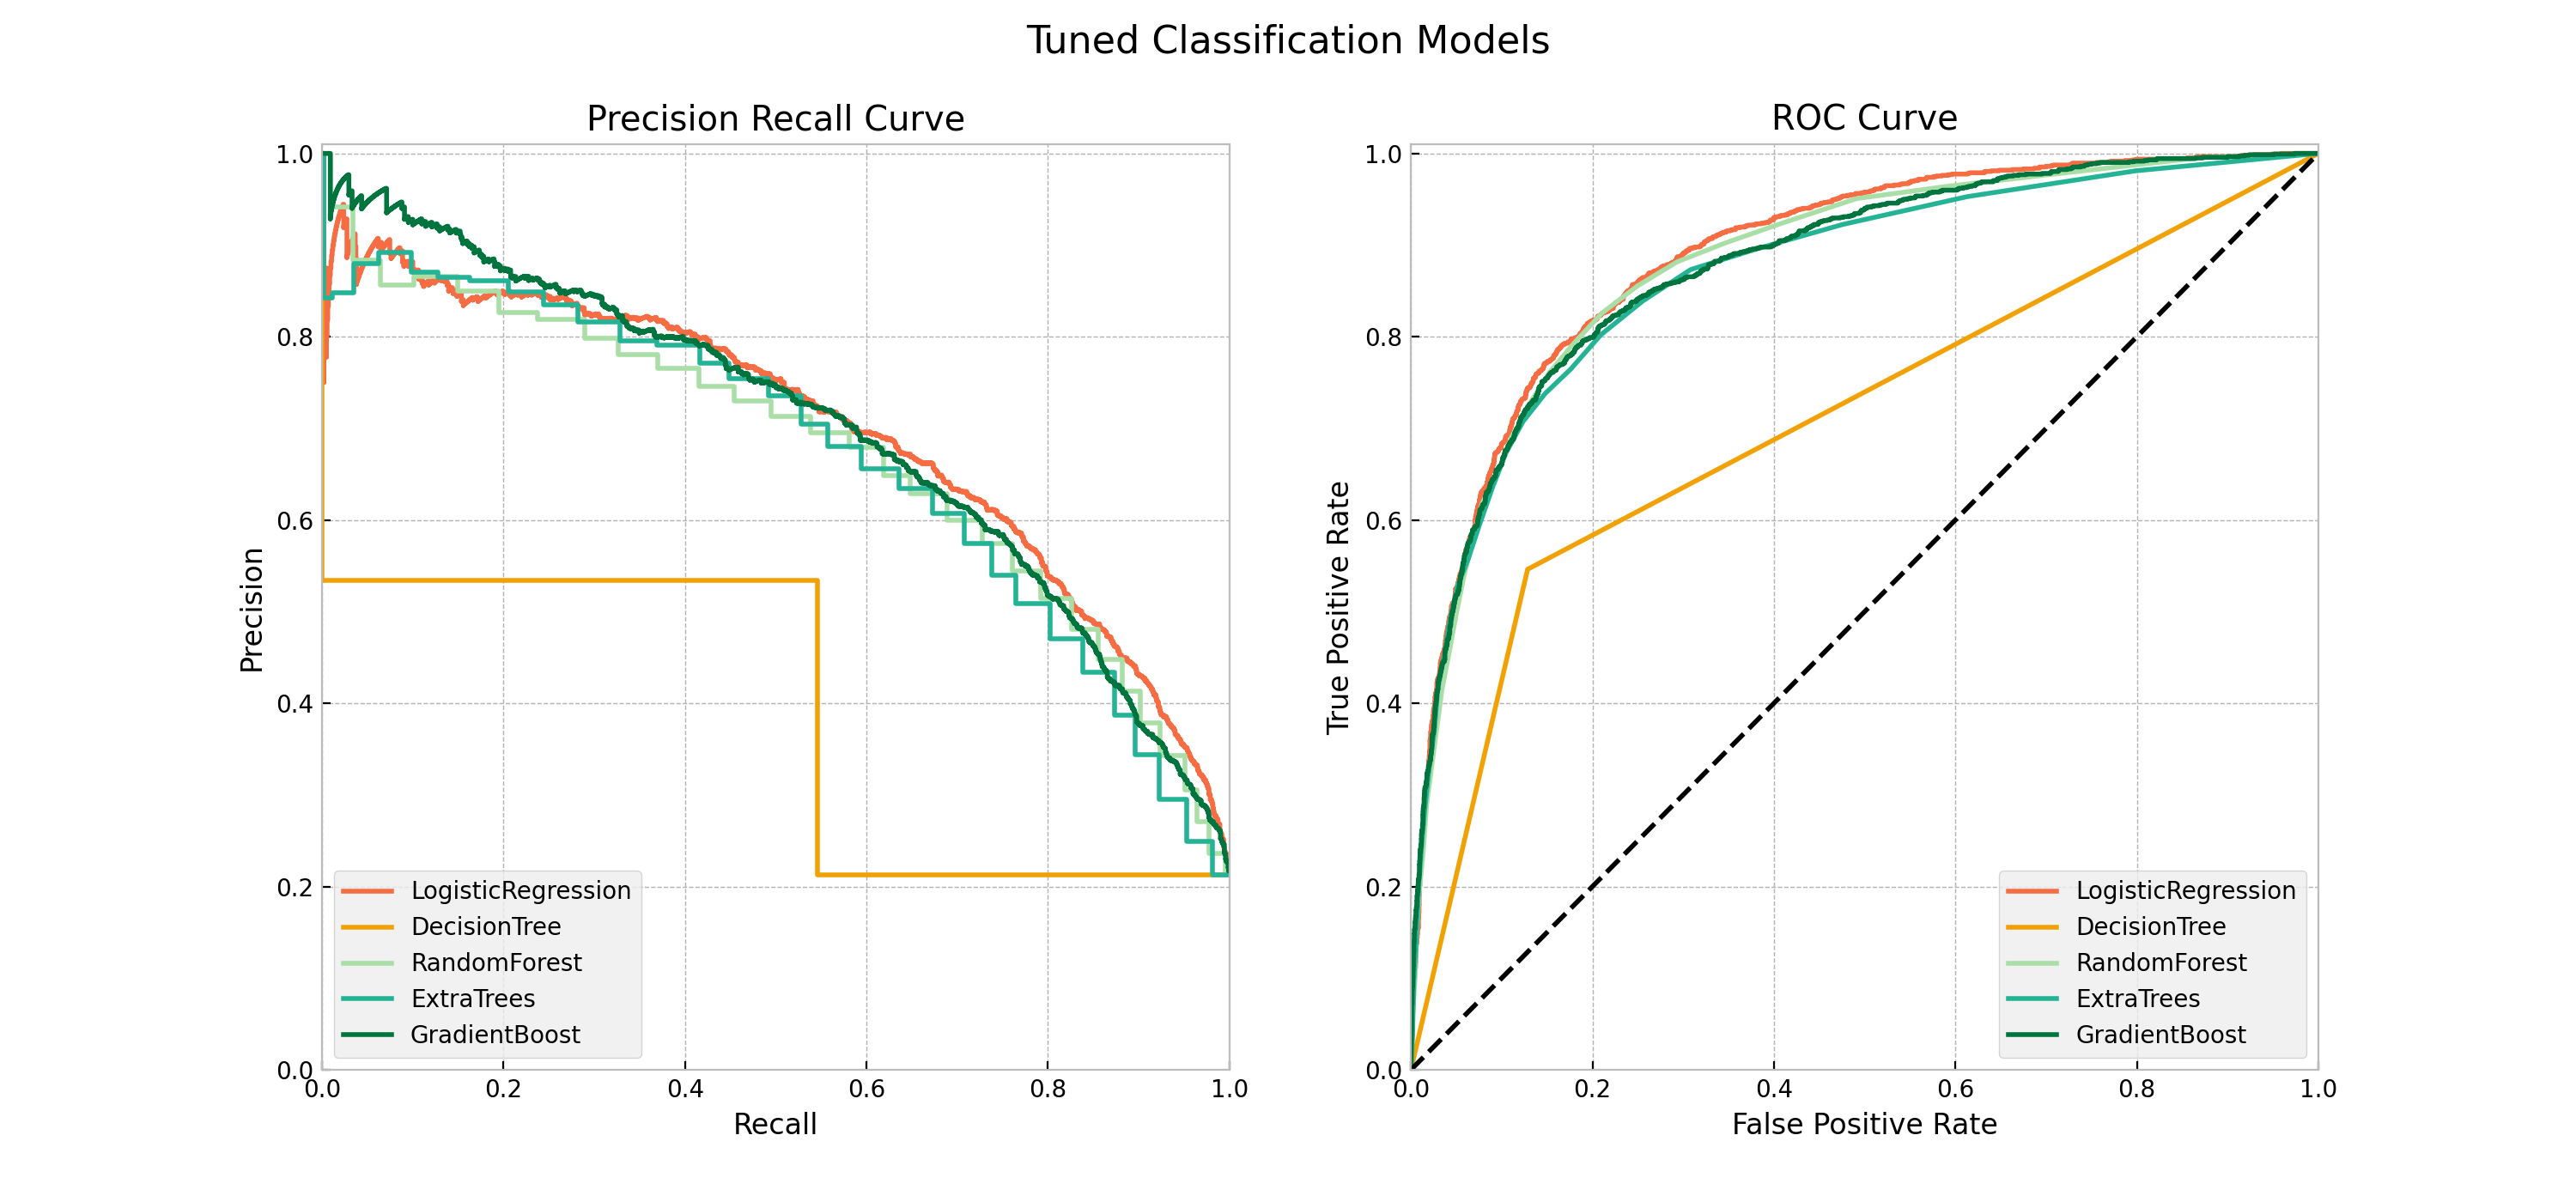 Tuned Classification Models
Precision Recall Curve
1.0
0.8
0.6
0.4
0.2
0.0
Precision
0.0 0.2 0.4 0.6 0.8 1.0
Recall
LogisticRegression
DecisionTree
RandomForest
ExtraTrees
GradientBoost
ROC Curve
1.0
0.8
0.6
0.4
0.2
0.0
True Positive Rate
0.0 0.2 0.4 0.6 0.8 1.0
False Positive Rate
LogisticRegression
DecisionTree
RandomForest
ExtraTrees
GradientBoost